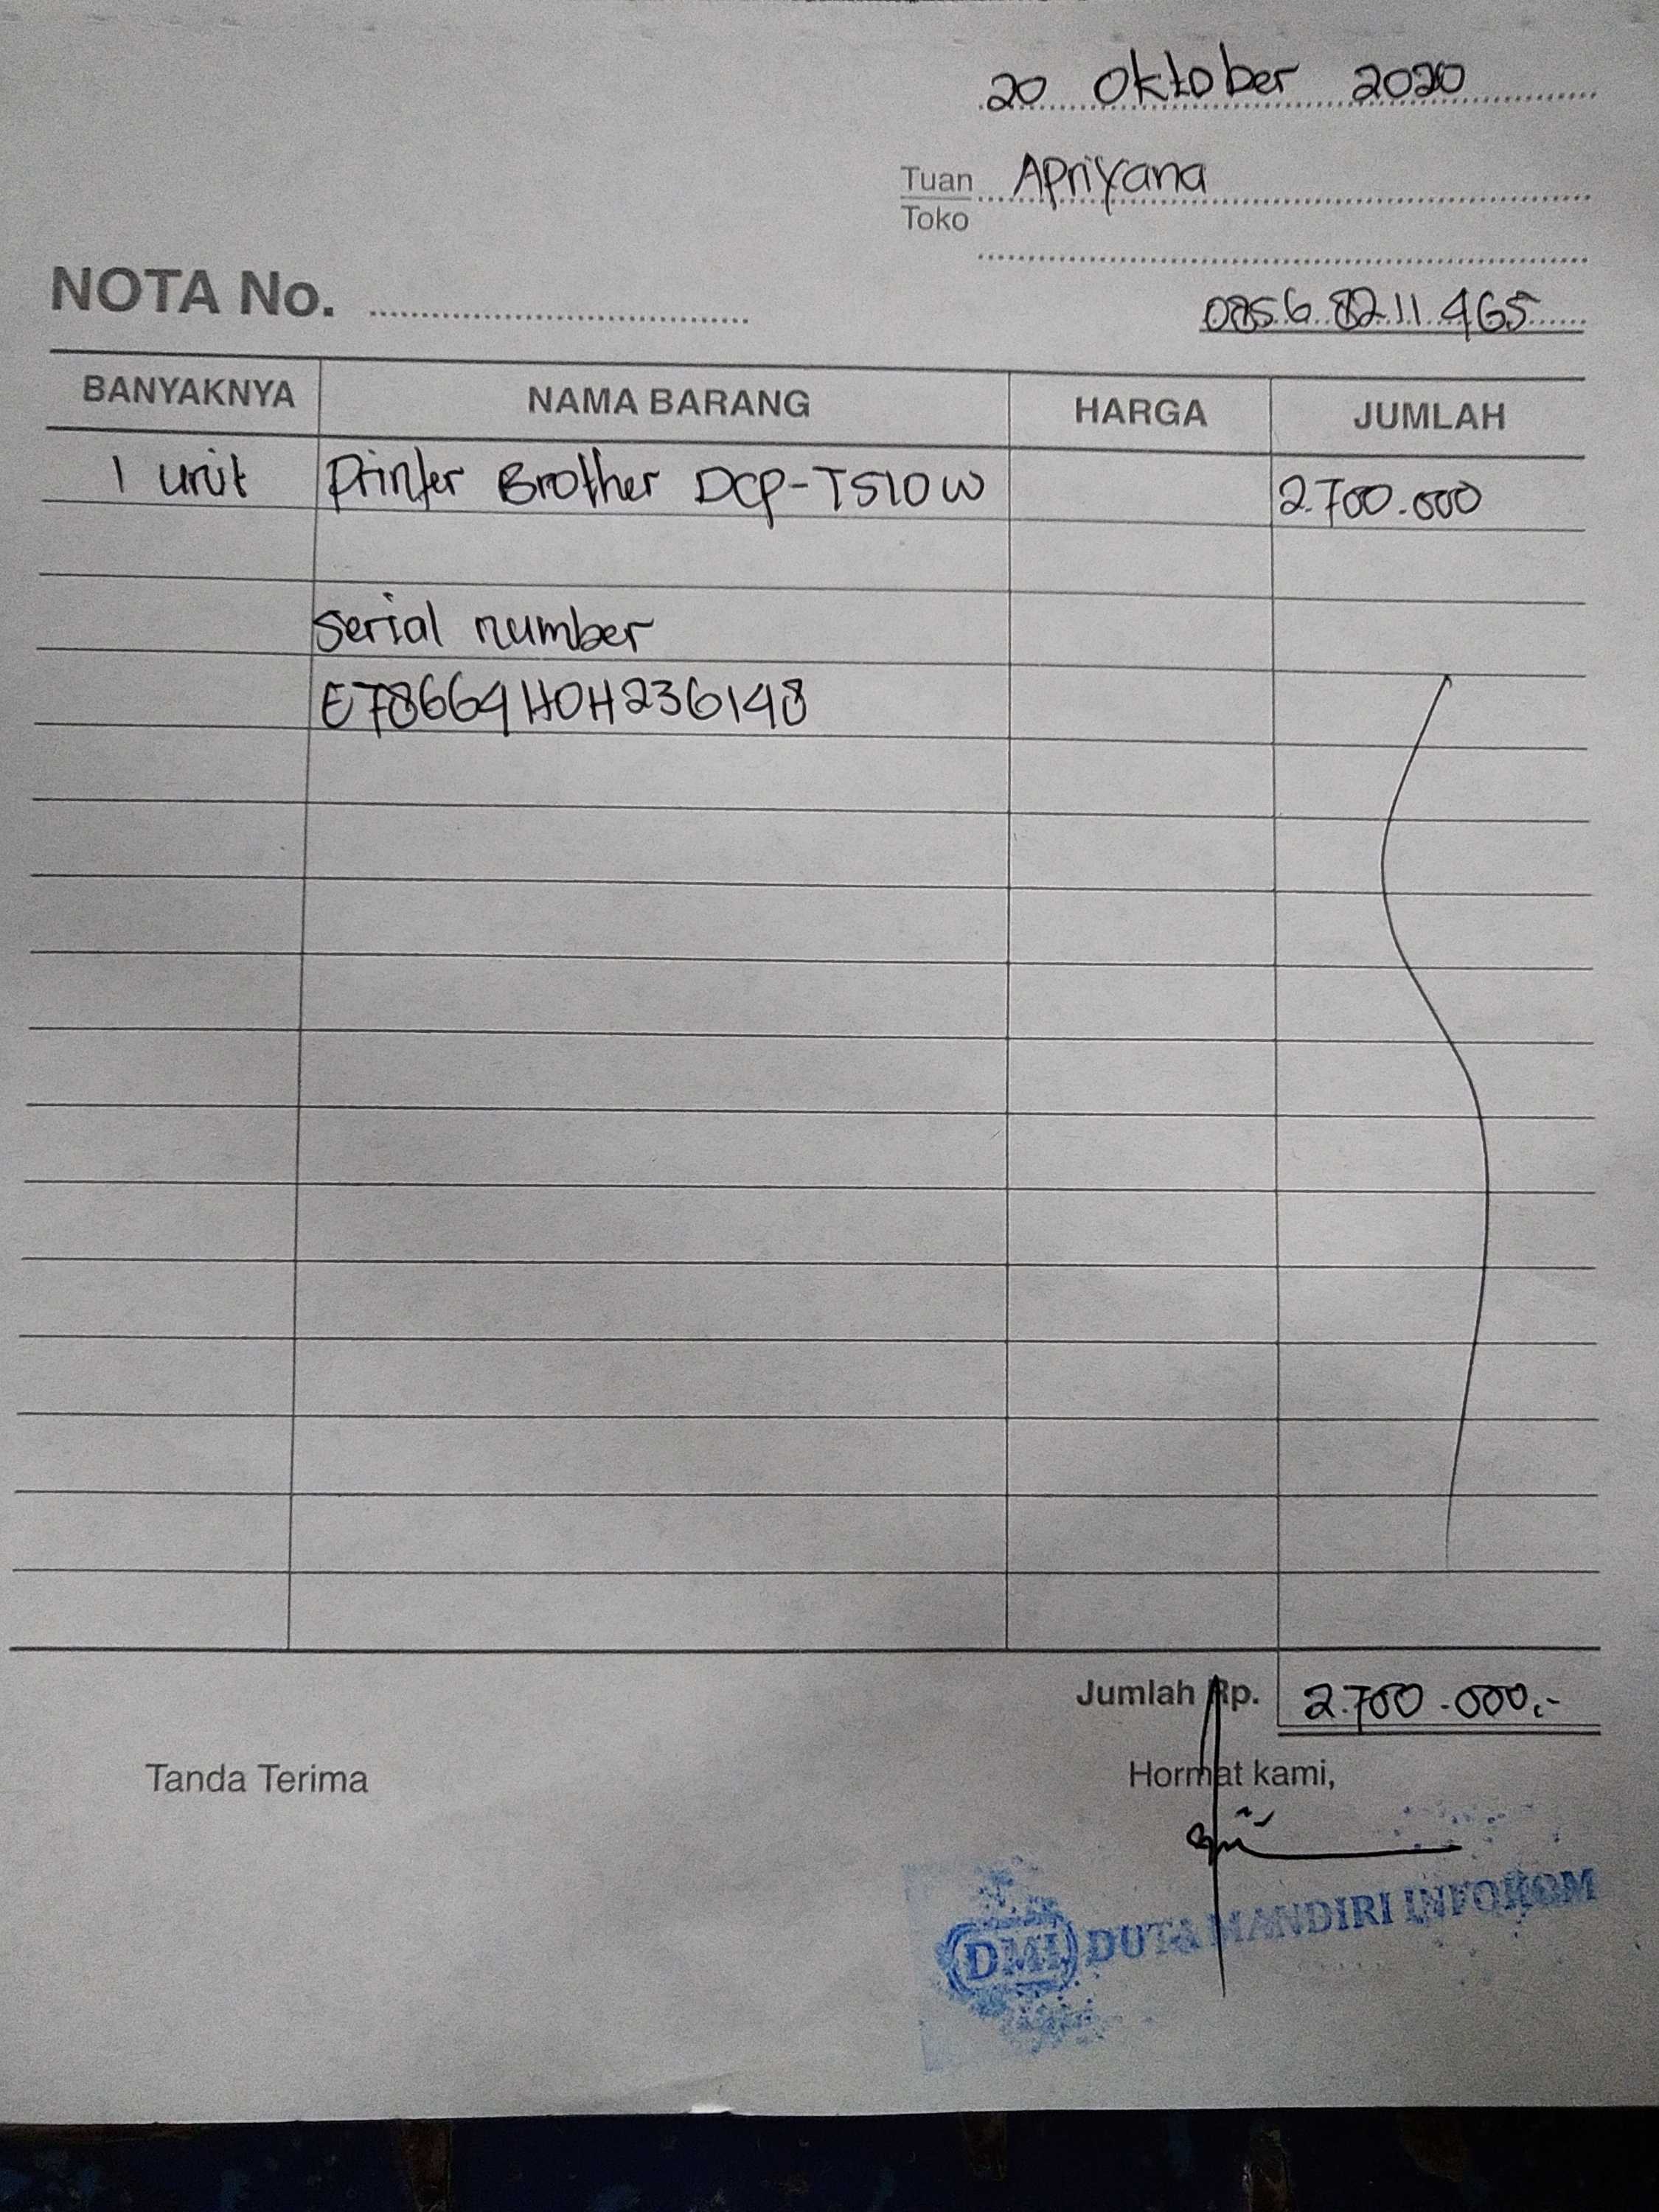 20 Oktober 2020
Tuan Apriyana
Toko
NOTA No.
0856 8211 465
BANYAKNYA NAMA BARANG HARGA JUMLAH
1 unit Printer Brother DCP-T510W 2.700.000
Serial number
E78664H0H236148
Jumlah Rp. 2.700.000,-
Tanda Terima Hormat kami,
DMI DUTA MANDIRI INFOKOM